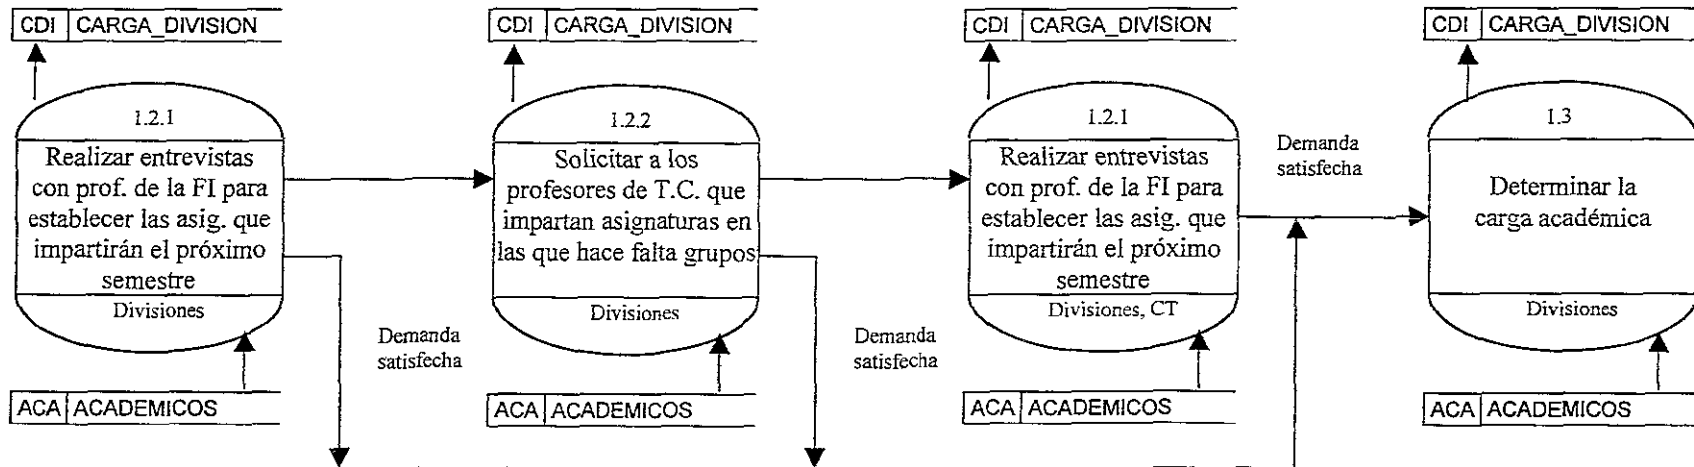 CDI CARGA_DIVISION
CDI CARGA_DIVISION
CDI CARGA_DIVISION
CDI CARGA_DIVISION
1.2.1
Realizar entrevistas
con prof. de la FI para
establecer las asig. que
impartirán el próximo
semestre
Divisiones
1.2.2
Solicitar a los
profesores de T.C. que
impartan asignaturas en
las que hace falta grupos
Divisiones
1.2.1
Realizar entrevistas
con prof. de la FI para
establecer las asig. que
impartirán el próximo
semestre
Divisiones, CT
Demanda
satisfecha
1.3
Determinar la
carga académica
Divisiones
Demanda
satisfecha
Demanda
satisfecha
ACA ACADEMICOS
ACA ACADEMICOS
ACA ACADEMICOS
ACA ACADEMICOS